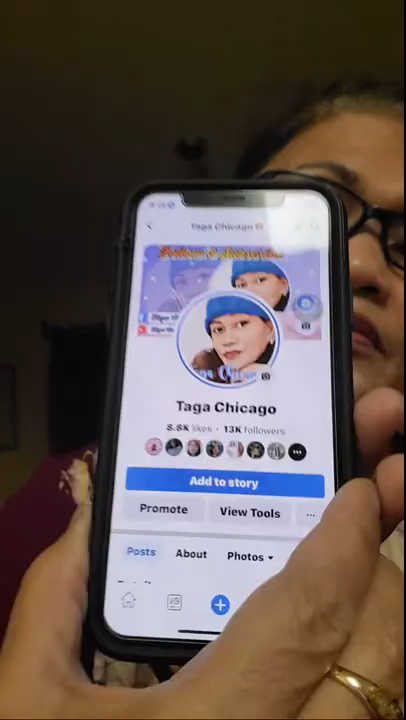 Taga Chicago
Taga Chicago
8.8K likes · 13K followers
Add to story
Promote
View Tools
...
Posts
About
Photos